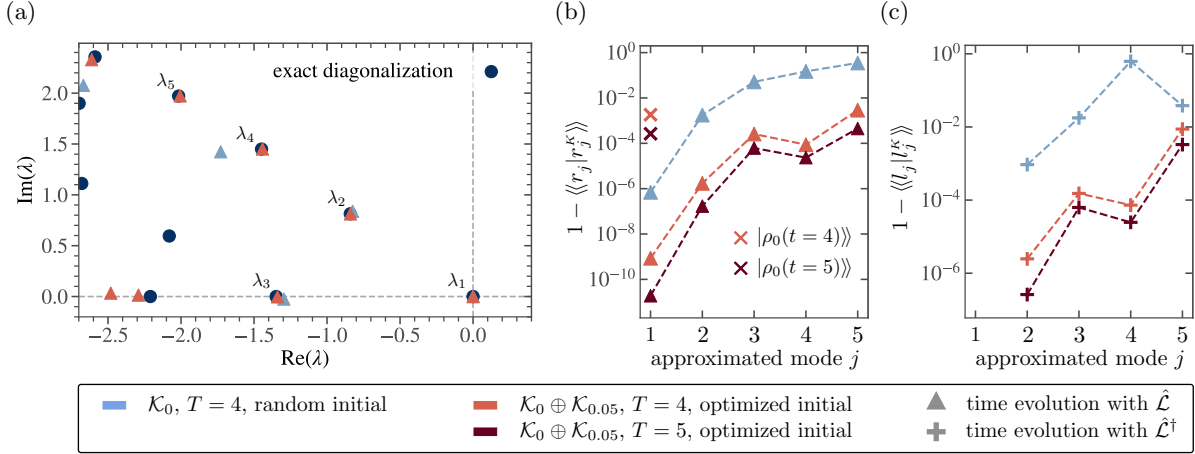 (a)
exact diagonalization
λ5
λ4
λ2
λ3
λ1
Im(λ)
2.0
1.5
1.0
0.5
0.0
−2.5 −2.0 −1.5 −1.0 −0.5 0.0
Re(λ)
(b)
1 − ⟨⟨r_j|r_j^K⟩⟩
10^0
10^−2
10^−4
10^−6
10^−8
10^−10
|ρ0(t = 4)⟩⟩
|ρ0(t = 5)⟩⟩
1 2 3 4 5
approximated mode j
(c)
1 − ⟨⟨l_j|l_j^K⟩⟩
10^0
10^−2
10^−4
10^−6
1 2 3 4 5
approximated mode j
𝒦0, T = 4, random initial
𝒦0 ⊕ 𝒦0.05, T = 4, optimized initial
𝒦0 ⊕ 𝒦0.05, T = 5, optimized initial
time evolution with ℒ̂
time evolution with ℒ̂†